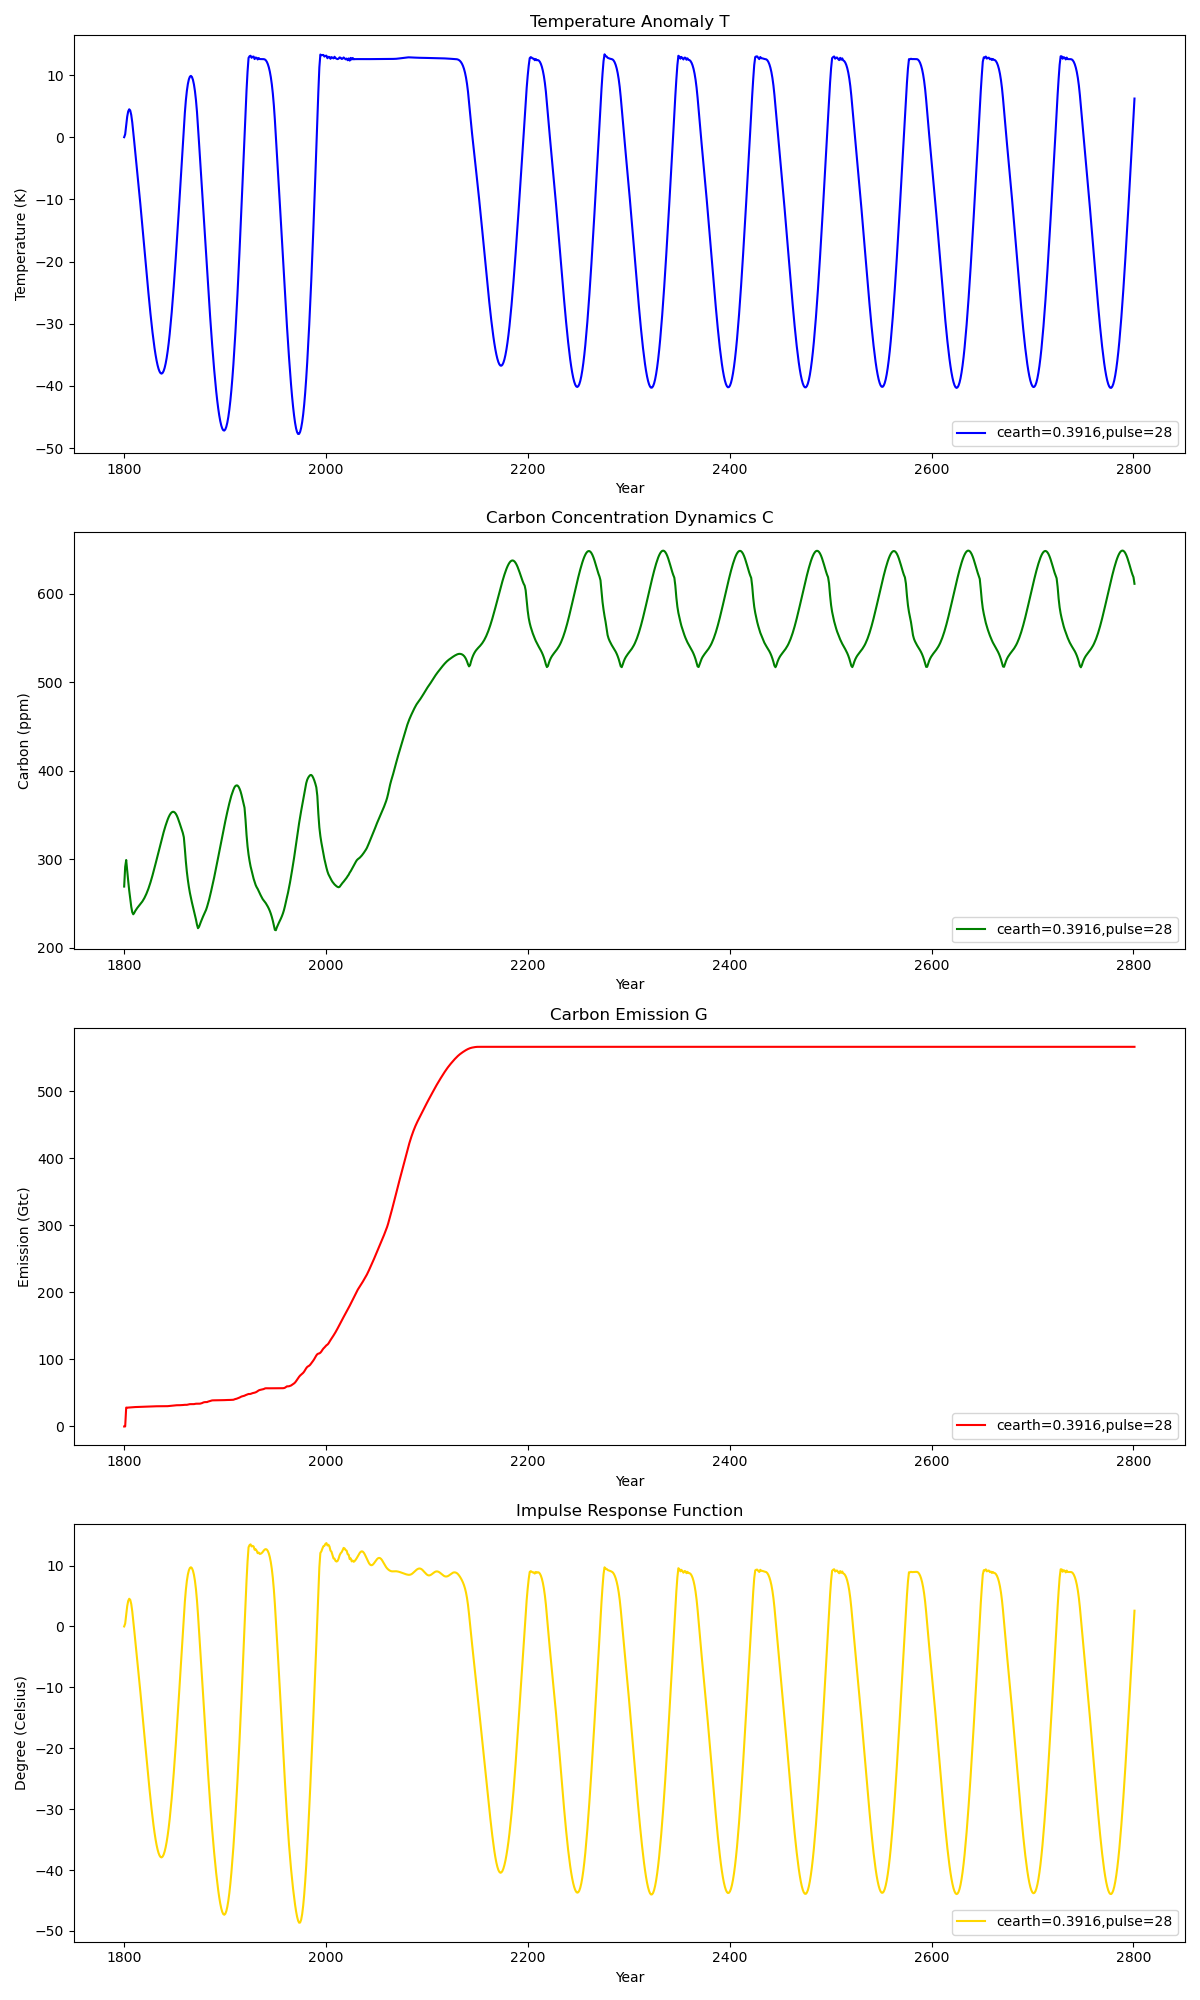 Temperature Anomaly T
Temperature (K)
10
0
−10
−20
−30
−40
−50
cearth=0.3916,pulse=28
1800 2000 2200 2400 2600 2800
Year
Carbon Concentration Dynamics C
Carbon (ppm)
600
500
400
300
200
cearth=0.3916,pulse=28
1800 2000 2200 2400 2600 2800
Year
Carbon Emission G
Emission (Gtc)
500
400
300
200
100
0
cearth=0.3916,pulse=28
1800 2000 2200 2400 2600 2800
Year
Impulse Response Function
Degree (Celsius)
10
0
−10
−20
−30
−40
−50
cearth=0.3916,pulse=28
1800 2000 2200 2400 2600 2800
Year